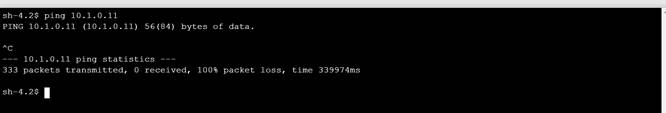 sh-4.2$ ping 10.1.0.11
PING 10.1.0.11 (10.1.0.11) 56(84) bytes of data.
^C
--- 10.1.0.11 ping statistics ---
333 packets transmitted, 0 received, 100% packet loss, time 339974ms
sh-4.2$